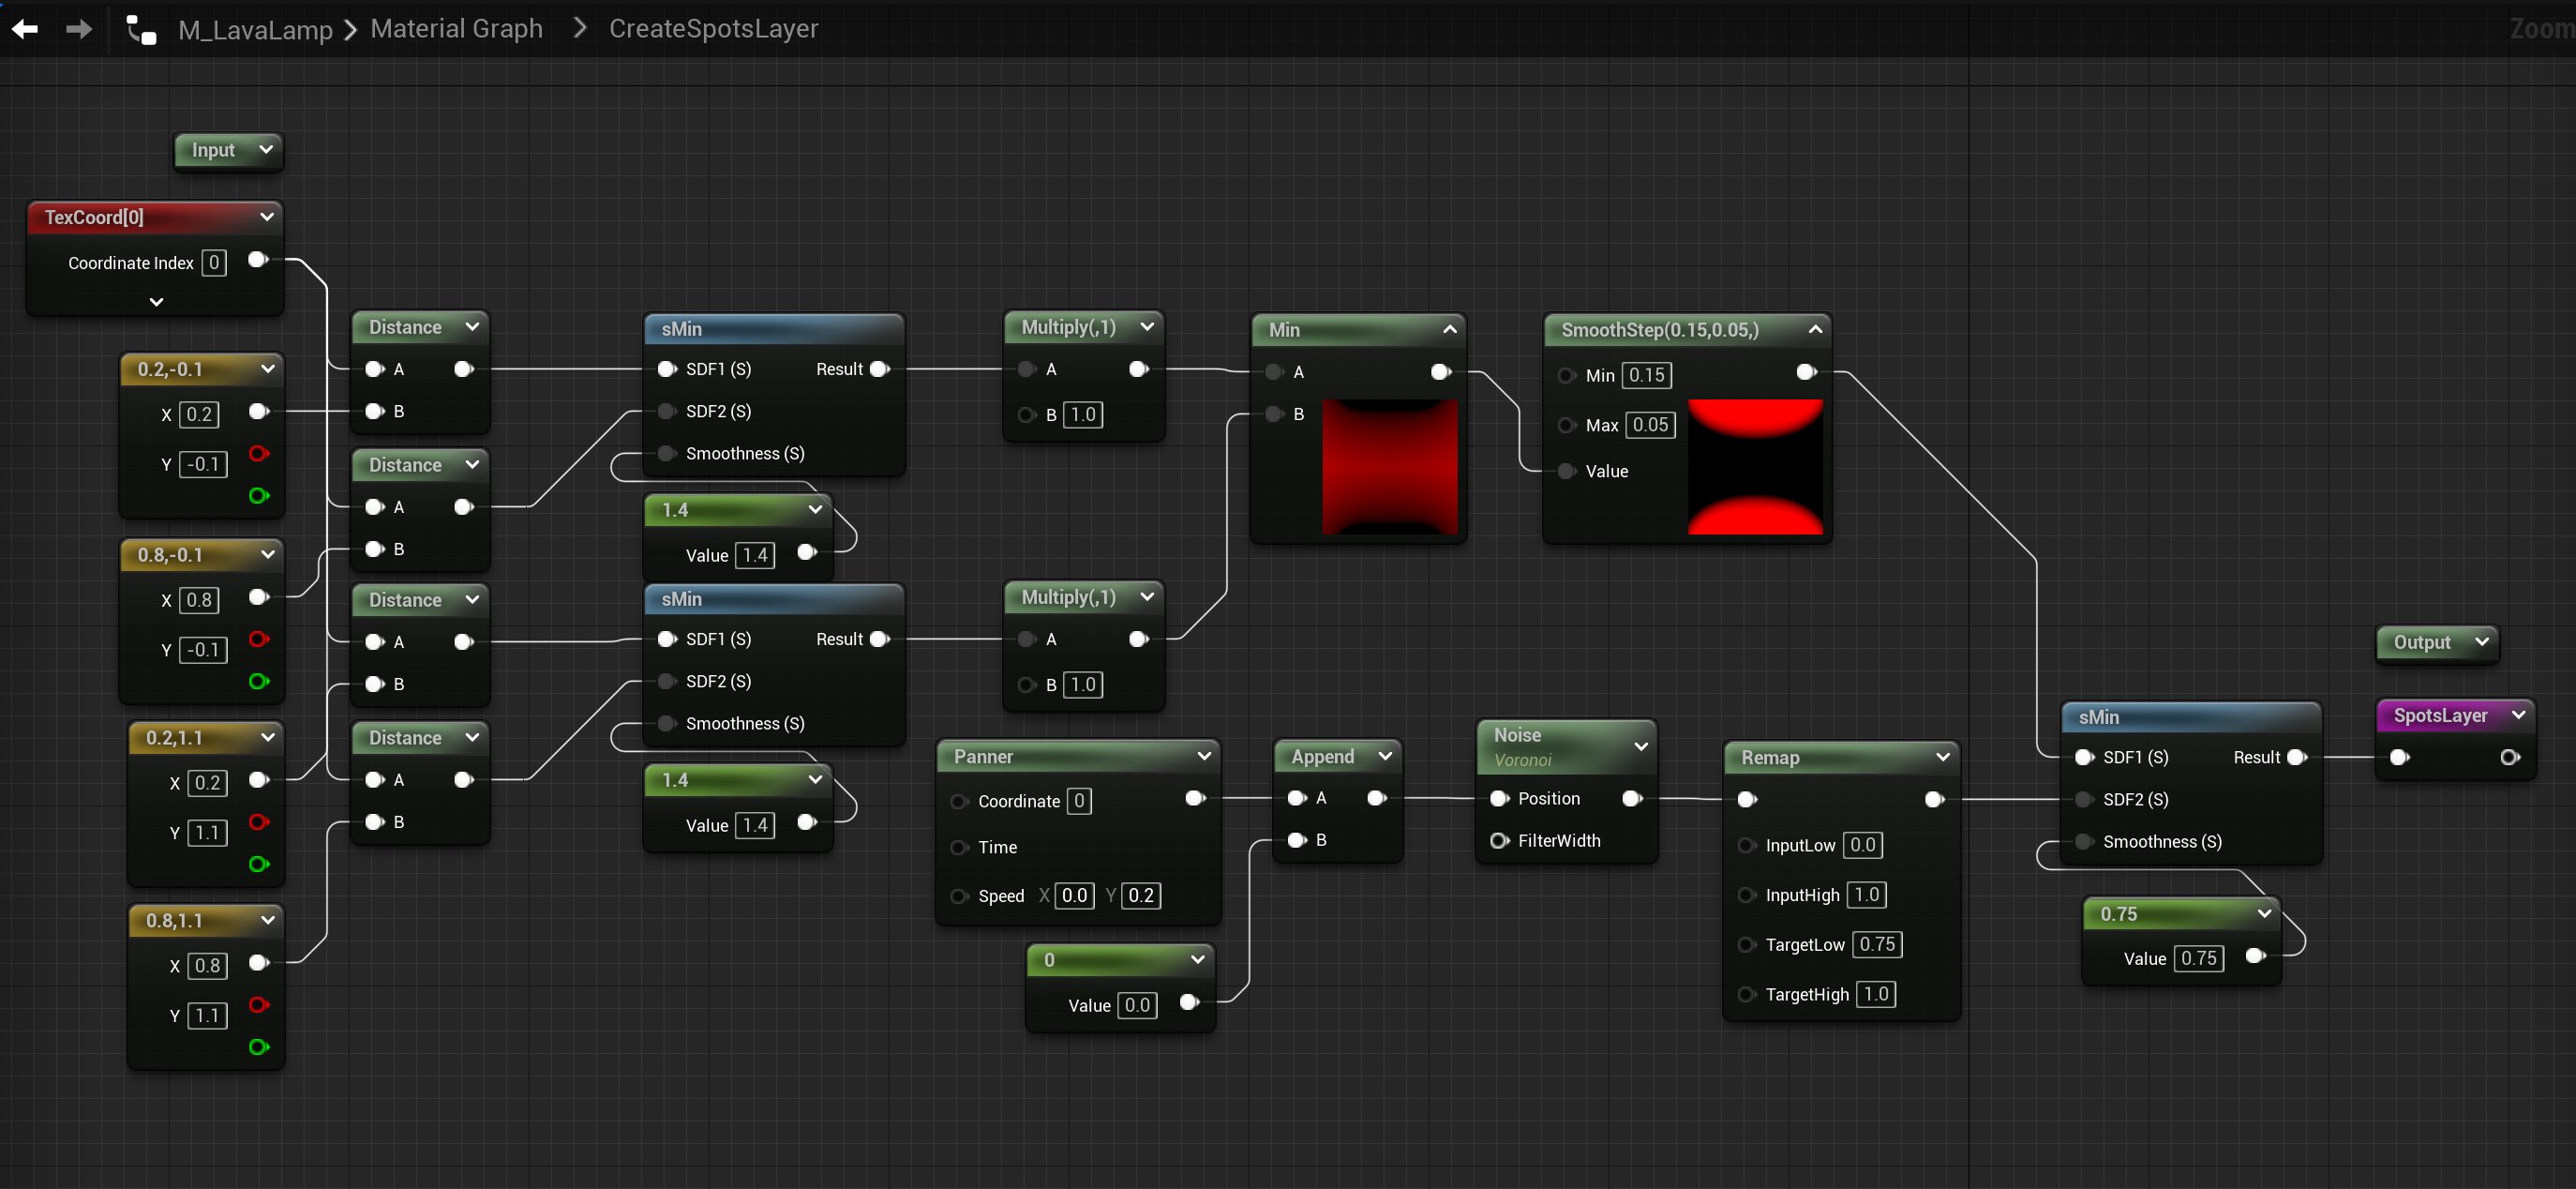 M_LavaLamp > Material Graph > CreateSpotsLayer
Zoom
Input
TexCoord[0]
Coordinate Index 0
0.2,-0.1
X 0.2
Y -0.1
0.8,-0.1
X 0.8
Y -0.1
0.2,1.1
X 0.2
Y 1.1
0.8,1.1
X 0.8
Y 1.1
Distance
A
B
Distance
A
B
Distance
A
B
Distance
A
B
sMin
SDF1 (S) Result
SDF2 (S)
Smoothness (S)
1.4
Value 1.4
sMin
SDF1 (S) Result
SDF2 (S)
Smoothness (S)
1.4
Value 1.4
Multiply(,1)
A
B 1.0
Multiply(,1)
A
B 1.0
Min
A
B
SmoothStep(0.15,0.05,)
Min 0.15
Max 0.05
Value
Panner
Coordinate 0
Time
Speed X 0.0 Y 0.2
0
Value 0.0
Append
A
B
Noise
Voronoi
Position
FilterWidth
Remap
InputLow 0.0
InputHigh 1.0
TargetLow 0.75
TargetHigh 1.0
sMin
SDF1 (S) Result
SDF2 (S)
Smoothness (S)
0.75
Value 0.75
Output
SpotsLayer